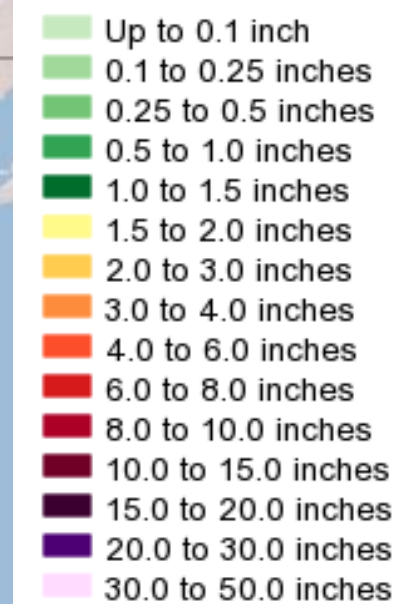 Up to 0.1 inch
0.1 to 0.25 inches
0.25 to 0.5 inches
0.5 to 1.0 inches
1.0 to 1.5 inches
1.5 to 2.0 inches
2.0 to 3.0 inches
3.0 to 4.0 inches
4.0 to 6.0 inches
6.0 to 8.0 inches
8.0 to 10.0 inches
10.0 to 15.0 inches
15.0 to 20.0 inches
20.0 to 30.0 inches
30.0 to 50.0 inches